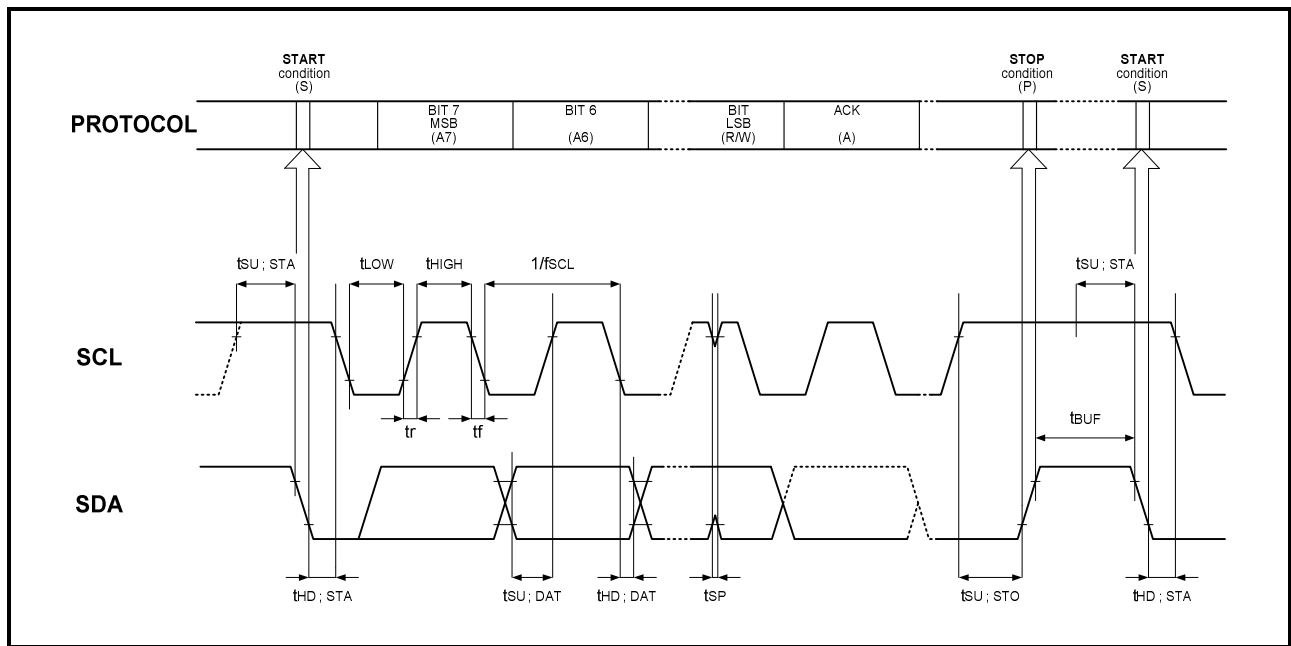 START
condition
(S)
STOP
condition
(P)
START
condition
(S)
PROTOCOL
BIT 7
MSB
(A7)
BIT 6
(A6)
BIT
LSB
(R/W)
ACK
(A)
tSU ; STA
tLOW
tHIGH
1/fSCL
tSU ; STA
SCL
tr
tf
tBUF
SDA
tHD ; STA
tSU ; DAT
tHD ; DAT
tSP
tSU ; STO
tHD ; STA